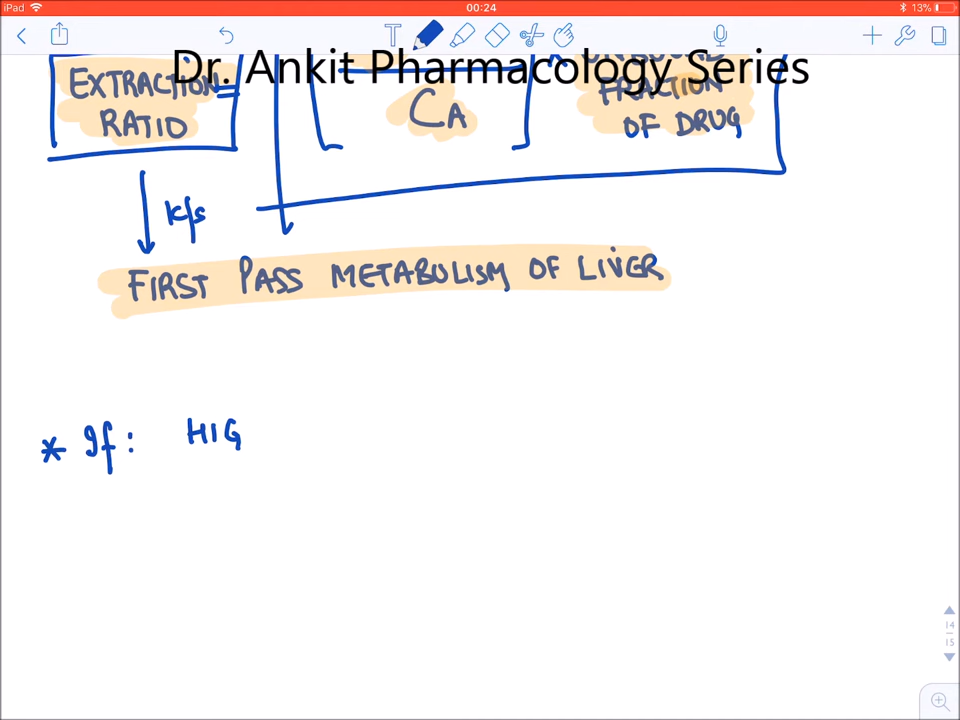 iPad 00:24 13%
T
Dr. Ankit Pharmacology Series
EXTRACTION =
RATIO
CA
FRACTION
OF DRUG
k/s
FIRST PASS METABOLISM OF LIVER
* If: HIG
14
15